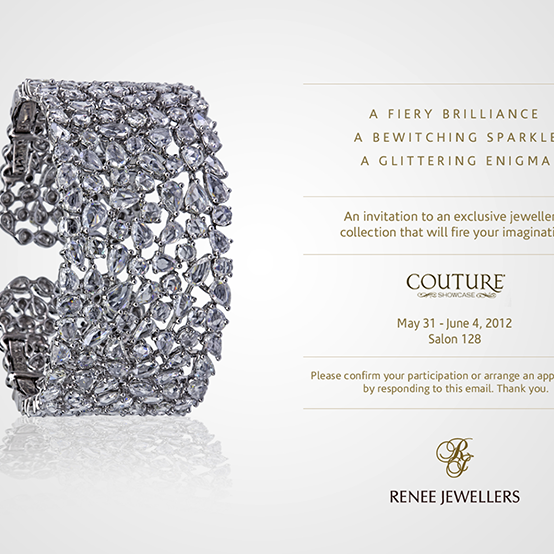 A FIERY BRILLIANCE
A BEWITCHING SPARKLE
A GLITTERING ENIGMA
An invitation to an exclusive jeweller
collection that will fire your imaginati
COUTURE
SHOWCASE
May 31 - June 4, 2012
Salon 128
Please confirm your participation or arrange an app
by responding to this email. Thank you.
RJ
RENEE JEWELLERS